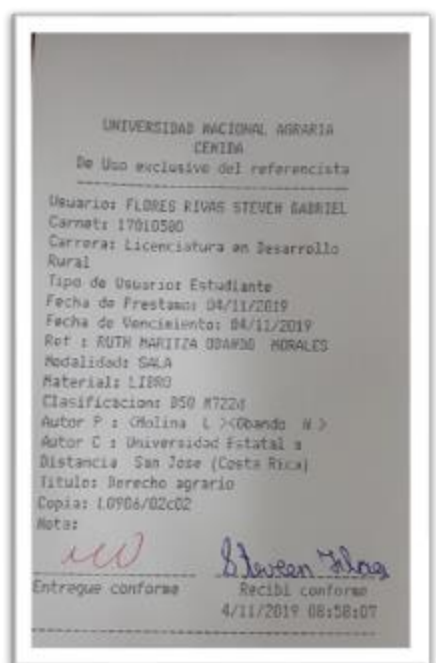 UNIVERSIDAD NACIONAL AGRARIA
CENIDA
De Uso exclusivo del referencista
Usuario: FLORES RIVAS STEVEN GABRIEL
Carnet: 17010580
Carrera: Licenciatura en Desarrollo
Rural
Tipo de Usuario: Estudiante
Fecha de Prestamo: 04/11/2019
Fecha de Vencimiento: 04/11/2019
Ref : RUTH MARITZA OBANDO MORALES
Modalidad: SALA
Material: LIBRO
Clasificacion: D50 M722d
Autor P : <Molina L ><Obando N >
Autor C : Universidad Estatal a
Distancia San Jose (Costa Rica)
Titulo: Derecho agrario
Copia: L0906/02c02
Nota:
Steveen Flores
Entregue conforme Recibi conforme
4/11/2019 08:58:07